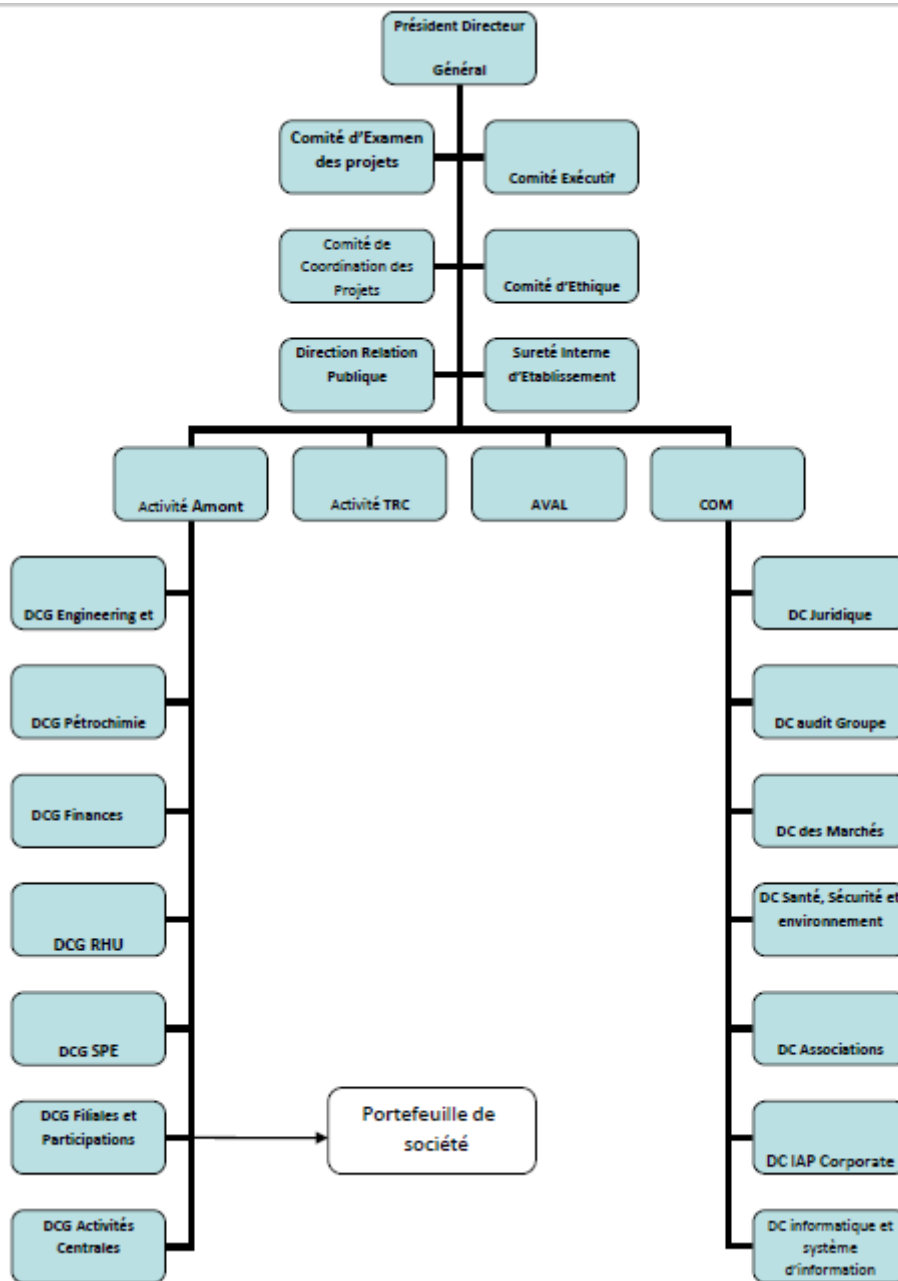 Président Directeur
Général
Comité d'Examen
des projets
Comité Exécutif
Comité de
Coordination des
Projets
Comité d'Ethique
Direction Relation
Publique
Sureté Interne
d'Etablissement
Activité Amont
Activité TRC
AVAL
COM
DCG Engineering et
DC Juridique
DCG Pétrochimie
DC audit Groupe
DCG Finances
DC des Marchés
DCG RHU
DC Santé, Sécurité et
environnement
DCG SPE
DC Associations
DCG Filiales et
Participations
Portefeuille de
société
DC IAP Corporate
DCG Activités
Centrales
DC informatique et
système
d'information